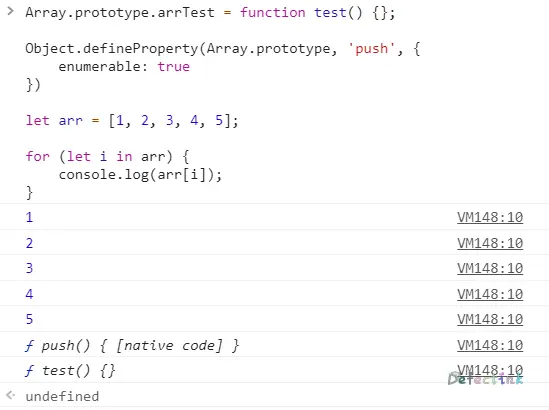 > Array.prototype.arrTest = function test() {};
Object.defineProperty(Array.prototype, 'push', {
    enumerable: true
})
let arr = [1, 2, 3, 4, 5];
for (let i in arr) {
    console.log(arr[i]);
}
1 VM148:10
2 VM148:10
3 VM148:10
4 VM148:10
5 VM148:10
ƒ push() { [native code] } VM148:10
ƒ test() {} VM148:10
Defectink
undefined